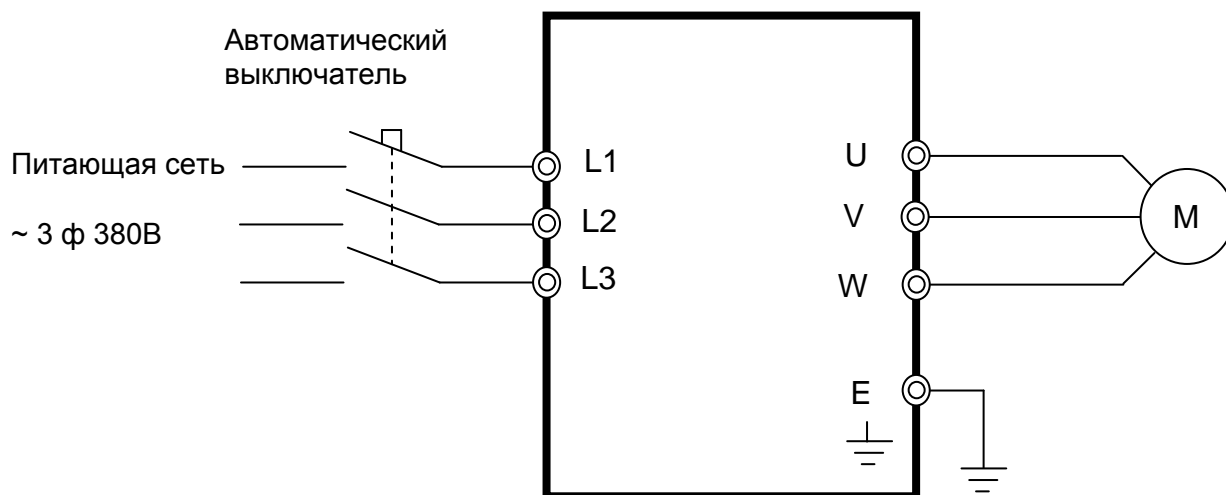 Автоматический
выключатель
Питающая сеть
~ 3 ф 380В
L1
L2
L3
U
V
W
E
M